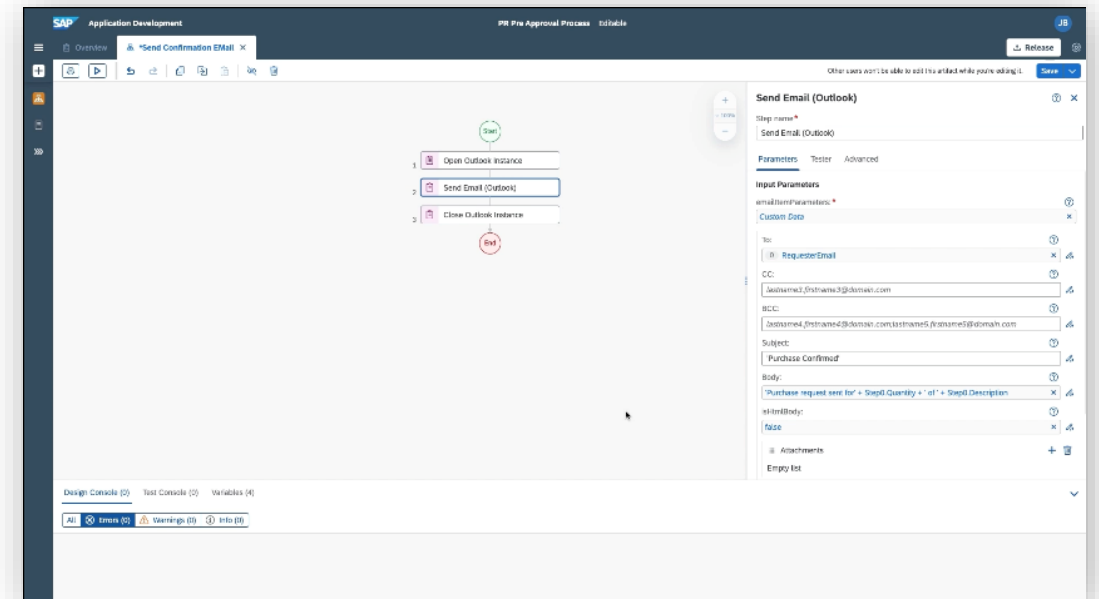 SAP Application Development
PR Pre Approval Process Editable
JB
Overview
*Send Confirmation EMail ×
Release
Other users won't be able to edit this artifact while you're editing it.
Save
Start
1 Open Outlook Instance
2 Send Email (Outlook)
3 Close Outlook Instance
End
Send Email (Outlook)
Step name*
Send Email (Outlook)
Parameters Tester Advanced
Input Parameters
emailItemParameters: *
Custom Data
To:
RequesterEmail
CC:
lastname3.firstname3@domain.com
BCC:
lastname4.firstname4@domain.com;lastname5.firstname5@domain.com
Subject:
'Purchase Confirmed'
Body:
'Purchase request sent for' + Step0.Quantity + ' of ' + Step0.Description
isHtmlBody:
false
Attachments
Empty list
Design Console (0) Test Console (0) Variables (4)
All Errors (0) Warnings (0) Info (0)